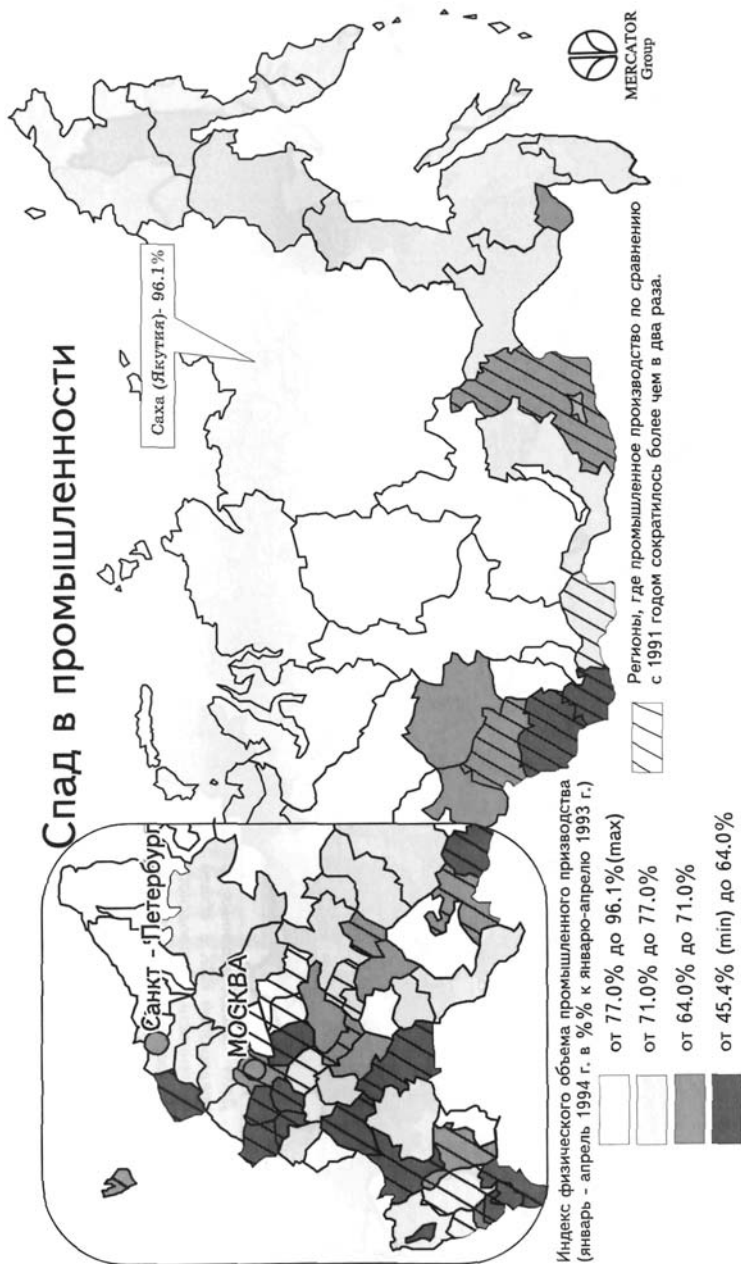 Спад в промышленности
Саха (Якутия)- 96.1%
Санкт - Петербург
МОСКВА
MERCATOR
Group
Индекс физического объема промышленного призводства
(январь - апрель 1994 г. в %% к январю-апрелю 1993 г.)
от 77.0% до 96.1%(max)
от 71.0% до 77.0%
от 64.0% до 71.0%
от 45.4% (min) до 64.0%
Регионы, где промышленное производство по сравнению
с 1991 годом сократилось более чем в два раза.